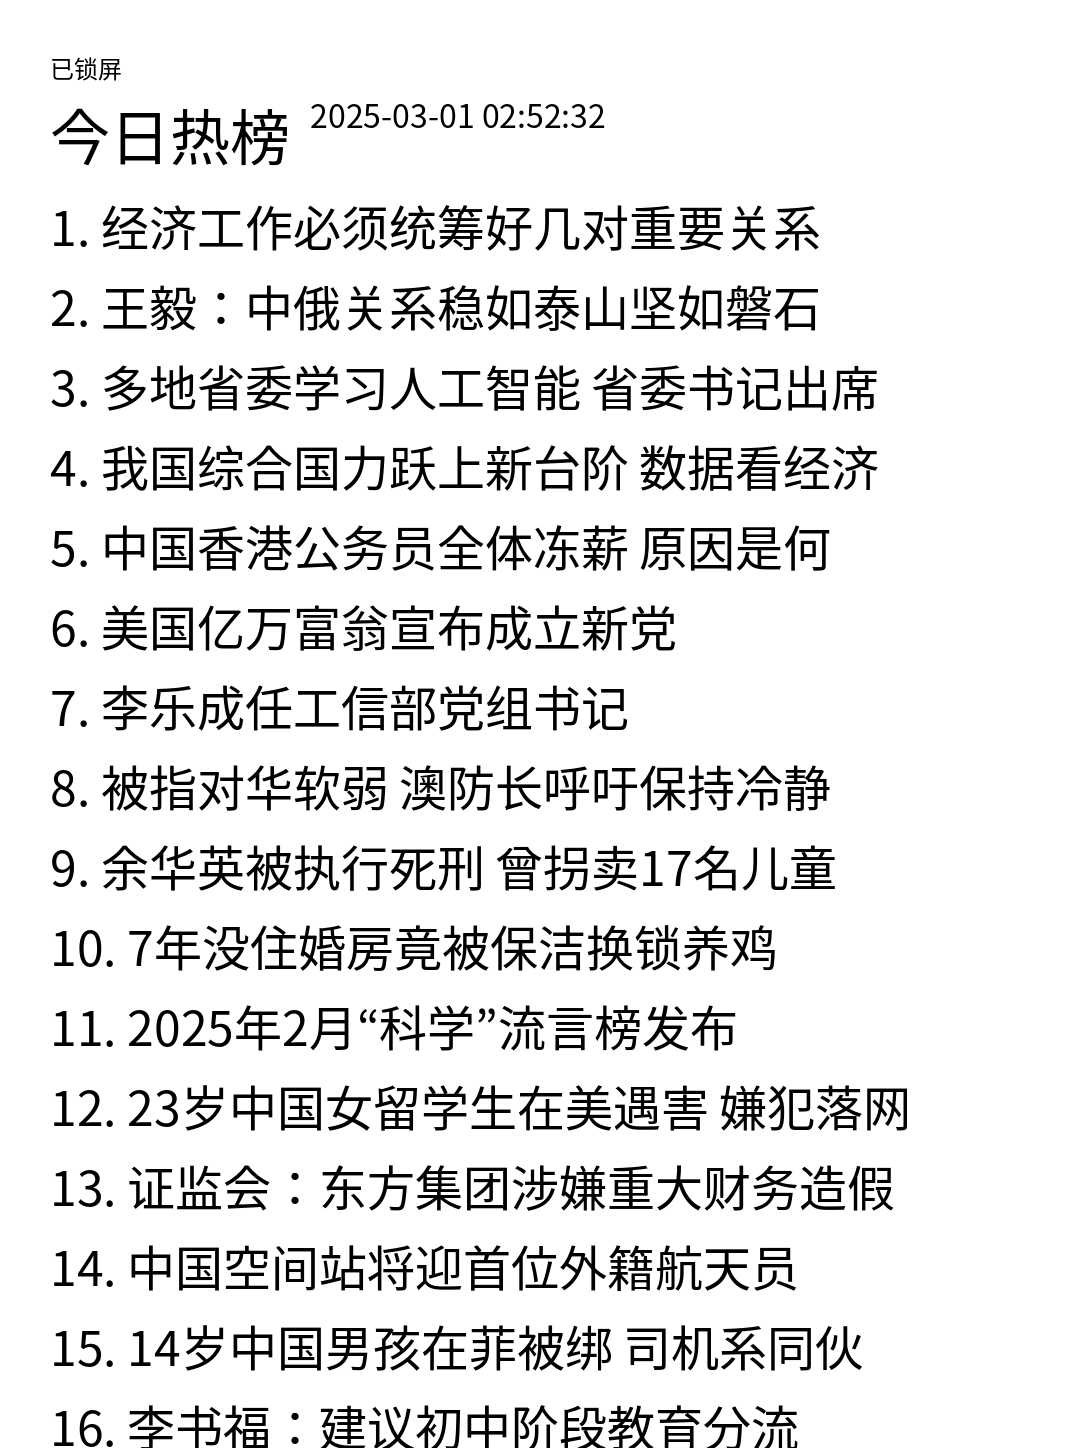 已锁屏
今日热榜 2025-03-01 02:52:32
1. 经济工作必须统筹好几对重要关系
2. 王毅：中俄关系稳如泰山坚如磐石
3. 多地省委学习人工智能 省委书记出席
4. 我国综合国力跃上新台阶 数据看经济
5. 中国香港公务员全体冻薪 原因是何
6. 美国亿万富翁宣布成立新党
7. 李乐成任工信部党组书记
8. 被指对华软弱 澳防长呼吁保持冷静
9. 余华英被执行死刑 曾拐卖17名儿童
10. 7年没住婚房竟被保洁换锁养鸡
11. 2025年2月“科学”流言榜发布
12. 23岁中国女留学生在美遇害 嫌犯落网
13. 证监会：东方集团涉嫌重大财务造假
14. 中国空间站将迎首位外籍航天员
15. 14岁中国男孩在菲被绑 司机系同伙
16. 李书福：建议初中阶段教育分流